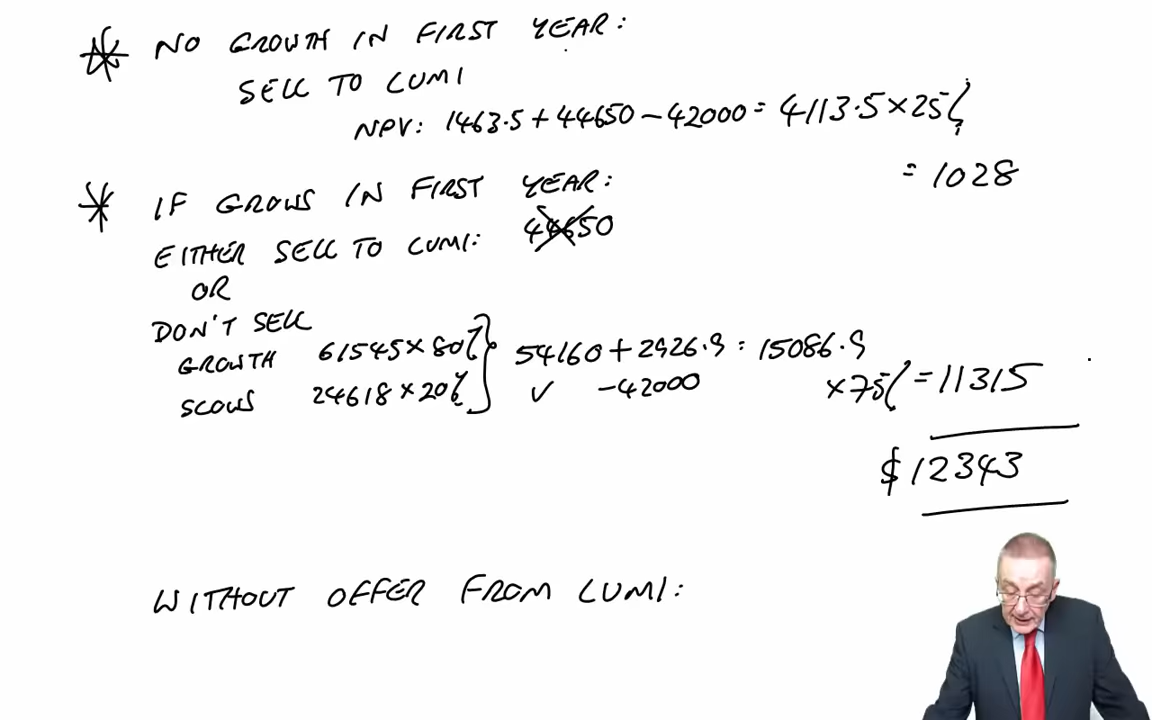 * NO GROWTH IN FIRST YEAR:
SELL TO LUMI
NPV: 1463.5 + 44650 - 42000 = 4113.5 × 25%
= 1028
* IF GROWS IN FIRST YEAR:
EITHER SELL TO LUMI: 44650
OR
DON'T SELL
GROWTH 61545 × 80% } 54160 + 2926.9 = 15086.9
SLOWS 24618 × 20% ✓ - 42000 × 75% = 11315
$12343
WITHOUT OFFER FROM LUMI: